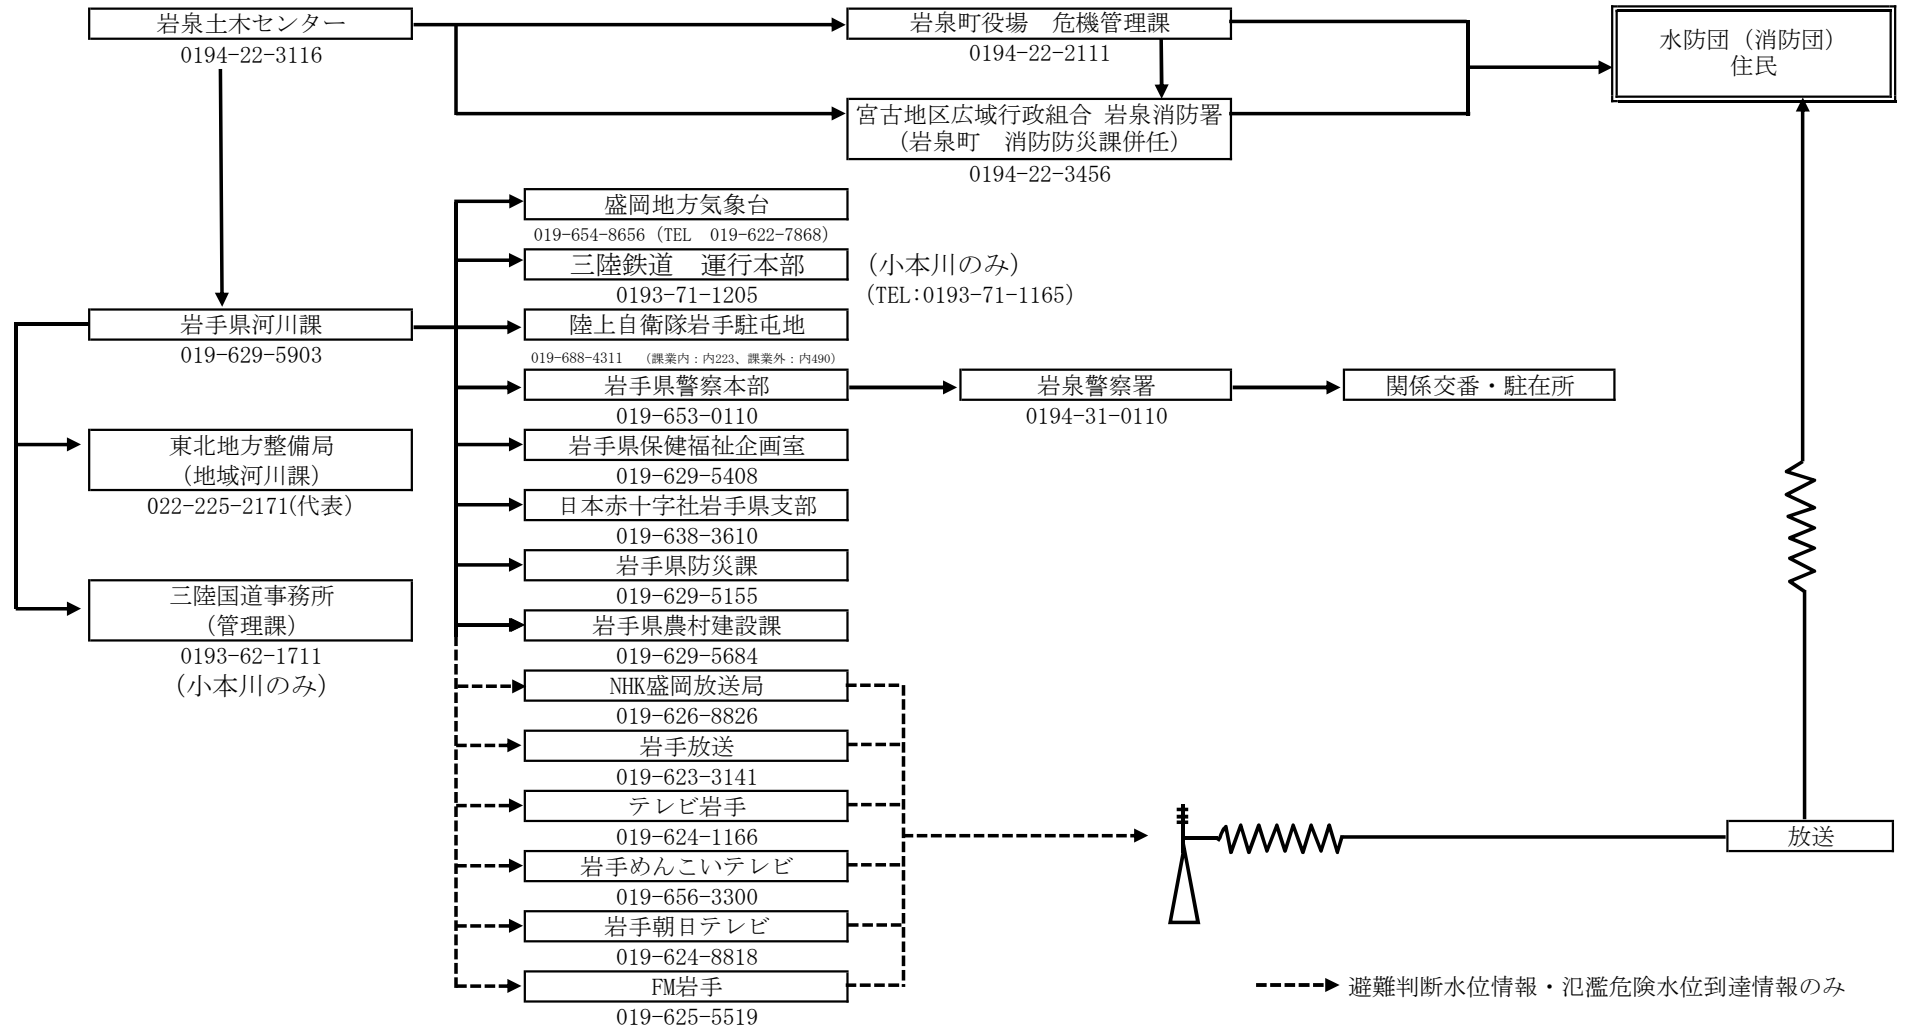 岩泉土木センター
0194-22-3116
岩泉町役場　危機管理課
0194-22-2111
水防団（消防団）
住民
宮古地区広域行政組合 岩泉消防署
（岩泉町　消防防災課併任）
0194-22-3456
盛岡地方気象台
019-654-8656（TEL　019-622-7868）
三陸鉄道　運行本部
（小本川のみ）
0193-71-1205
（TEL:0193-71-1165）
岩手県河川課
019-629-5903
陸上自衛隊岩手駐屯地
019-688-4311　（課業内：内223、課業外：内490）
岩手県警察本部
019-653-0110
岩泉警察署
0194-31-0110
関係交番・駐在所
東北地方整備局
（地域河川課）
022-225-2171(代表）
岩手県保健福祉企画室
019-629-5408
日本赤十字社岩手県支部
019-638-3610
岩手県防災課
019-629-5155
三陸国道事務所
（管理課）
0193-62-1711
（小本川のみ）
岩手県農村建設課
019-629-5684
NHK盛岡放送局
019-626-8826
岩手放送
019-623-3141
テレビ岩手
019-624-1166
岩手めんこいテレビ
019-656-3300
岩手朝日テレビ
019-624-8818
FM岩手
019-625-5519
放送
避難判断水位情報・氾濫危険水位到達情報のみ